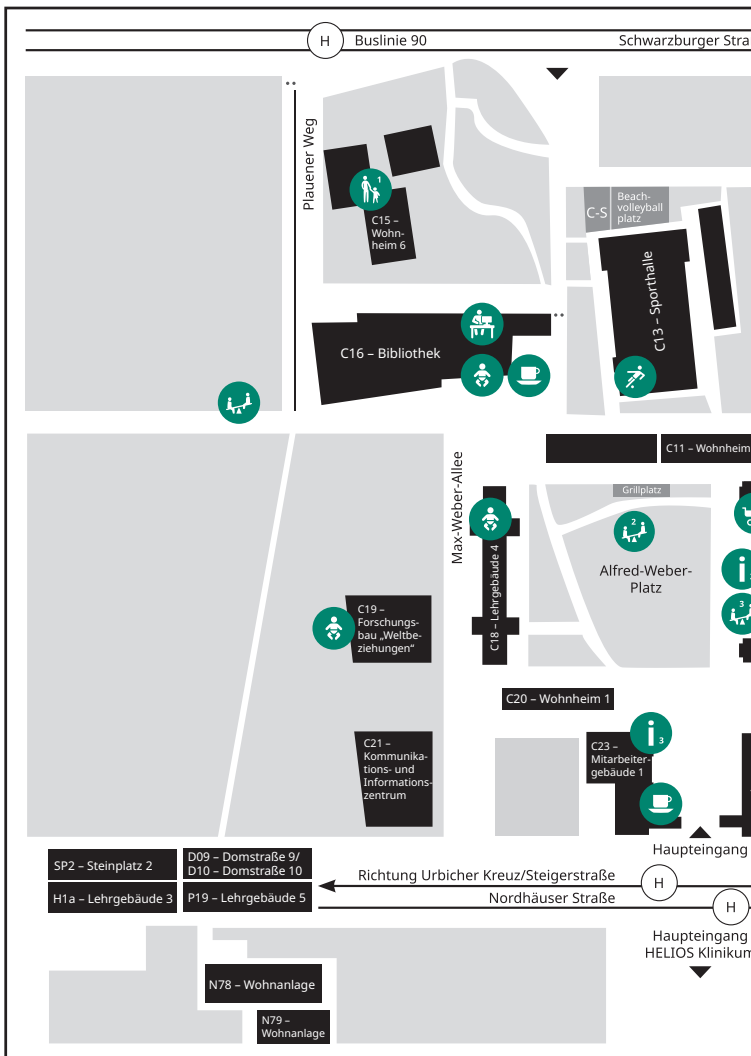 H
Buslinie 90
Schwarzburger Stra
Plauener Weg
1
C15 –
Wohn-
heim 6
C-S
Beach-
volleyball
platz
C13 – Sporthalle
C16 – Bibliothek
C11 – Wohnheim
Max-Weber-Allee
Grillplatz
2
Alfred-Weber-
Platz
i
3
C18 – Lehrgebäude 4
C19 –
Forschungs-
bau „Weltbe-
ziehungen“
C20 – Wohnheim 1
C21 –
Kommunika-
tions- und
Informations-
zentrum
C23 –
Mitarbeiter-
gebäude 1
i
3
Haupteingang
SP2 – Steinplatz 2
D09 – Domstraße 9/
D10 – Domstraße 10
H1a – Lehrgebäude 3
P19 – Lehrgebäude 5
Richtung Urbicher Kreuz/Steigerstraße
H
Nordhäuser Straße
H
Haupteingang
HELIOS Klinikum
N78 – Wohnanlage
N79 –
Wohnanlage